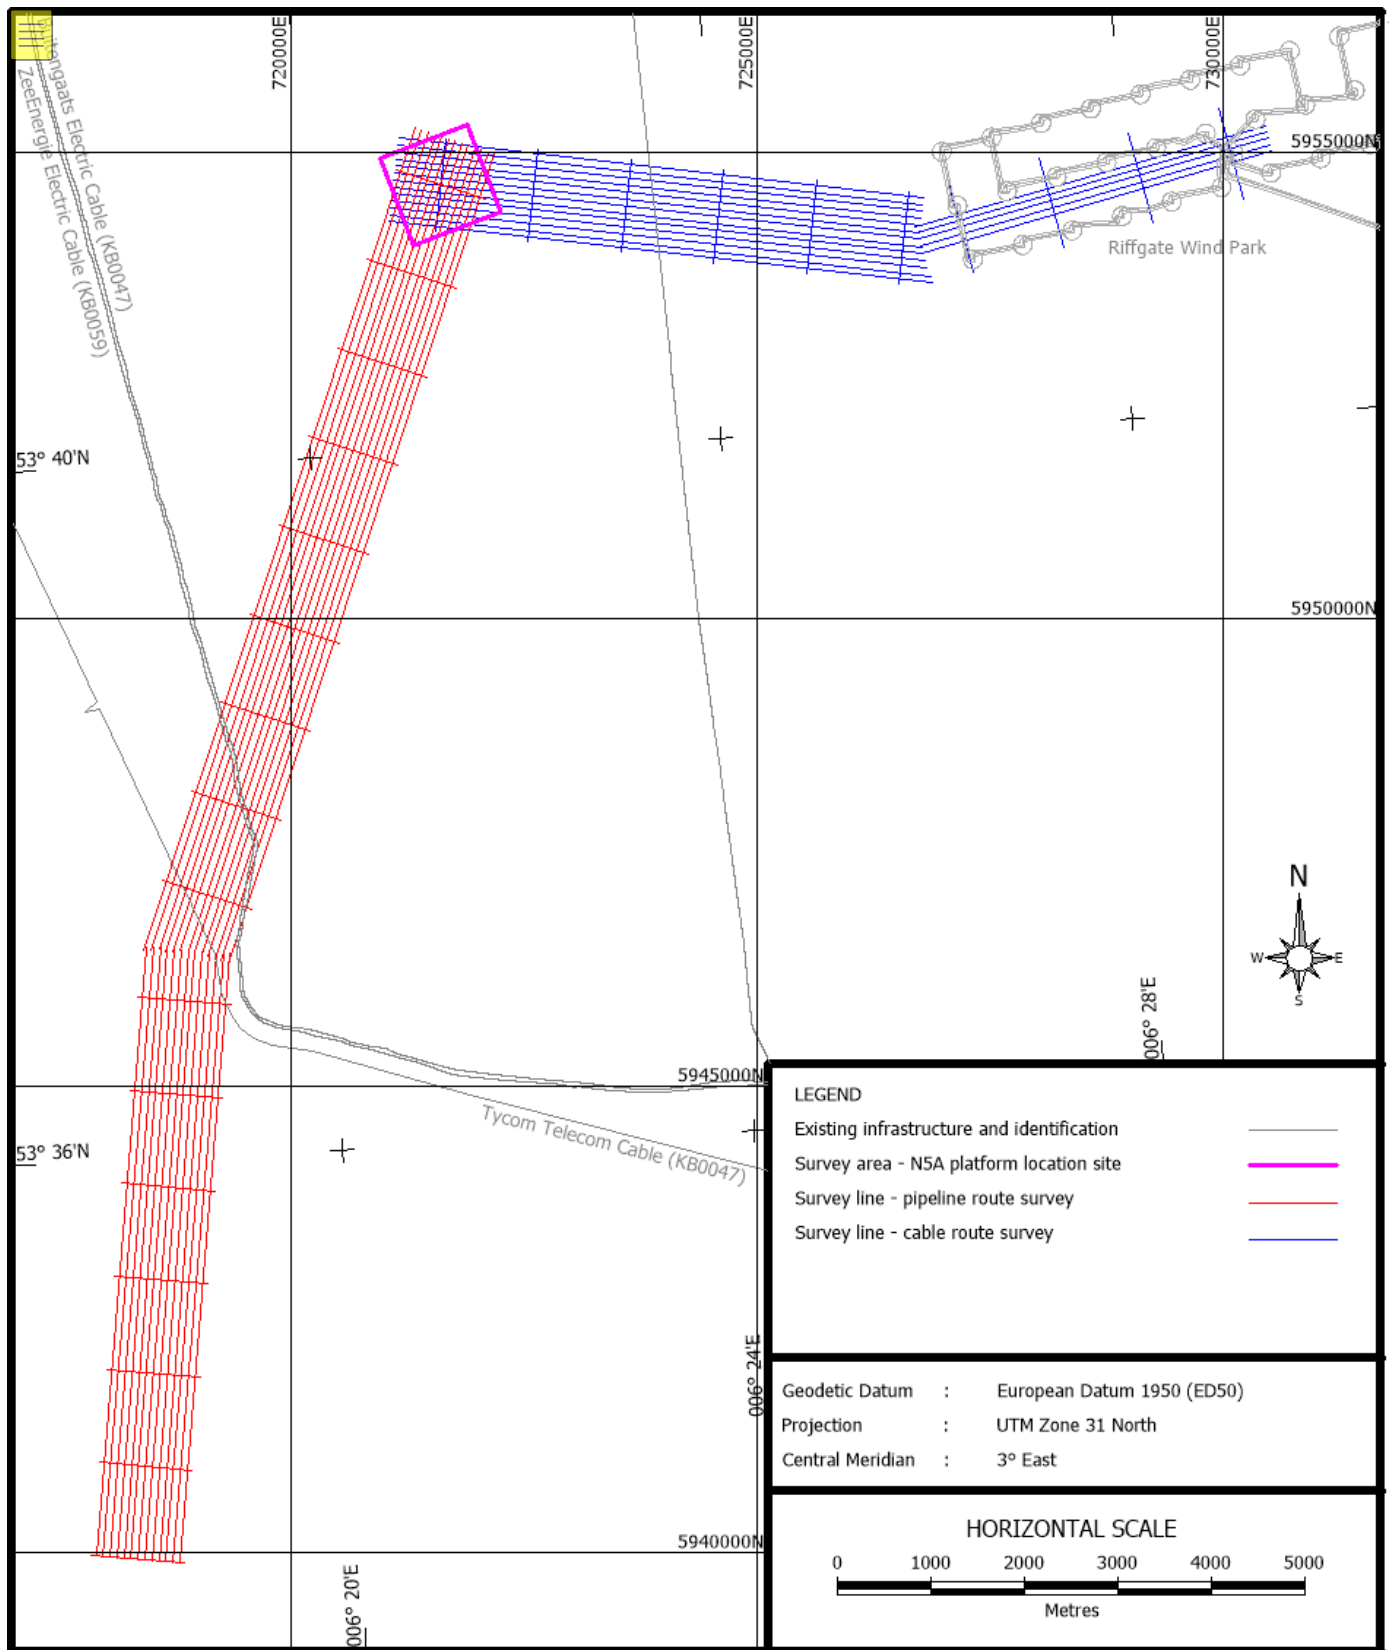 720000E
725000E
730000E
Buitengaats Electric Cable (KB0047)
ZeeEnergie Electric Cable (KB0059)
5955000N
Riffgate Wind Park
53° 40'N
5950000N
N
W
E
S
006° 28'E
5945000N
Tycom Telecom Cable (KB0047)
53° 36'N
LEGEND
Existing infrastructure and identification
Survey area - N5A platform location site
Survey line - pipeline route survey
Survey line - cable route survey
006° 24'E
Geodetic Datum : European Datum 1950 (ED50)
Projection : UTM Zone 31 North
Central Meridian : 3° East
5940000N
006° 20'E
HORIZONTAL SCALE
0 1000 2000 3000 4000 5000
Metres